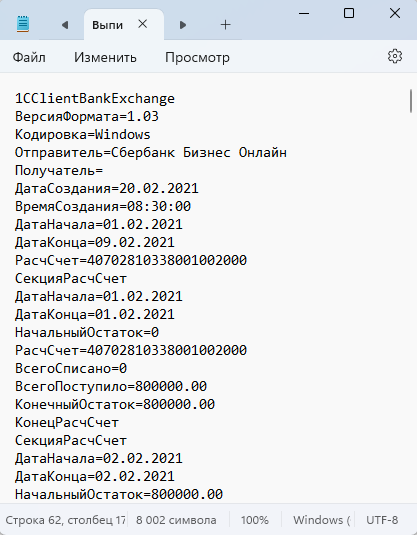 Выпи
Файл Изменить Просмотр
1CClientBankExchange
ВерсияФормата=1.03
Кодировка=Windows
Отправитель=Сбербанк Бизнес Онлайн
Получатель=
ДатаСоздания=20.02.2021
ВремяСоздания=08:30:00
ДатаНачала=01.02.2021
ДатаКонца=09.02.2021
РасчСчет=40702810338001002000
СекцияРасчСчет
ДатаНачала=01.02.2021
ДатаКонца=01.02.2021
НачальныйОстаток=0
РасчСчет=40702810338001002000
ВсегоСписано=0
ВсегоПоступило=800000.00
КонечныйОстаток=800000.00
КонецРасчСчет
СекцияРасчСчет
ДатаНачала=02.02.2021
ДатаКонца=02.02.2021
НачальныйОстаток=800000.00
Строка 62, столбец 17 8 002 символа 100% Windows ( UTF-8